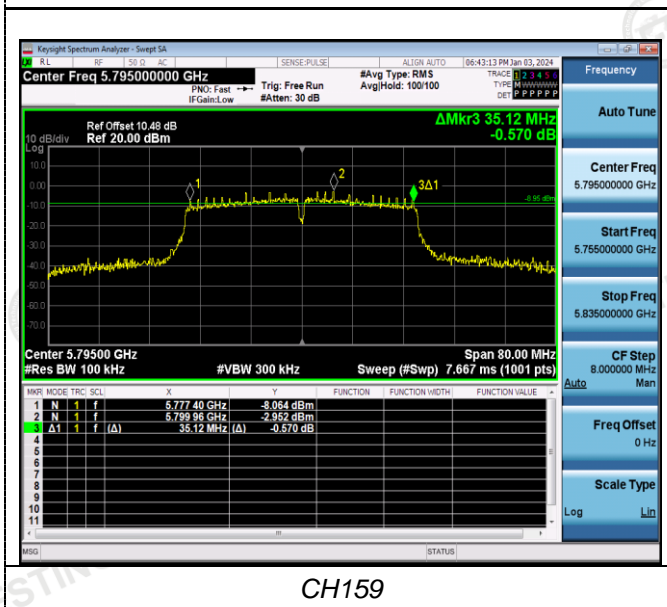 Keysight Spectrum Analyzer - Swept SA
RL RF 50 Ω AC SENSE:PULSE ALIGN AUTO 06:43:13 PM Jan 03, 2024
Center Freq 5.795000000 GHz
#Avg Type: RMS
TRACE 1 2 3 4 5 6
PNO: Fast
Trig: Free Run
Avg|Hold: 100/100
TYPE M
IFGain:Low
#Atten: 30 dB
DET P P P P P P
Ref Offset 10.48 dB
ΔMkr3 35.12 MHz
10 dB/div
Ref 20.00 dBm
-0.570 dB
Log
10.0
0.00
-10.0
-20.0
-30.0
-40.0
-50.0
-60.0
-70.0
1
2
3Δ1
-8.95 dBm
Center 5.79500 GHz
Span 80.00 MHz
#Res BW 100 kHz
#VBW 300 kHz
Sweep (#Swp) 7.667 ms (1001 pts)
MKR MODE TRC SCL X Y FUNCTION FUNCTION WIDTH FUNCTION VALUE
1 N 1 f 5.777 40 GHz -8.064 dBm
2 N 1 f 5.799 96 GHz -2.952 dBm
3 Δ1 1 f (Δ) 35.12 MHz (Δ) -0.570 dB
4
5
6
7
8
9
10
11
MSG
STATUS
Frequency
Auto Tune
Center Freq
5.795000000 GHz
Start Freq
5.755000000 GHz
Stop Freq
5.835000000 GHz
CF Step
8.000000 MHz
Auto Man
Freq Offset
0 Hz
Scale Type
Log Lin
CH159